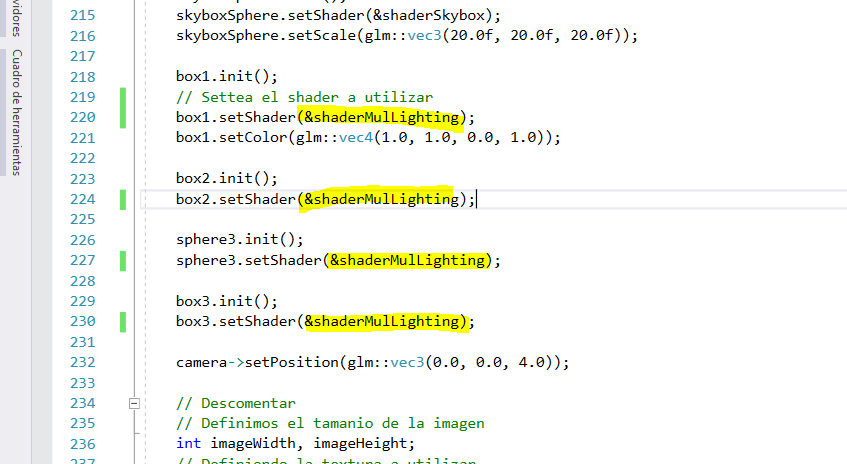 vidores
Cuadro de herramientas
215 skyboxSphere.setShader(&shaderSkybox);
216 skyboxSphere.setScale(glm::vec3(20.0f, 20.0f, 20.0f));
217
218 box1.init();
219 // Settea el shader a utilizar
220 box1.setShader(&shaderMulLighting);
221 box1.setColor(glm::vec4(1.0, 1.0, 0.0, 1.0));
222
223 box2.init();
224 box2.setShader(&shaderMulLighting);
225
226 sphere3.init();
227 sphere3.setShader(&shaderMulLighting);
228
229 box3.init();
230 box3.setShader(&shaderMulLighting);
231
232 camera->setPosition(glm::vec3(0.0, 0.0, 4.0));
233
234 // Descomentar
235 // Definimos el tamanio de la imagen
236 int imageWidth, imageHeight;
237 // Definiendo la textura a utilizar